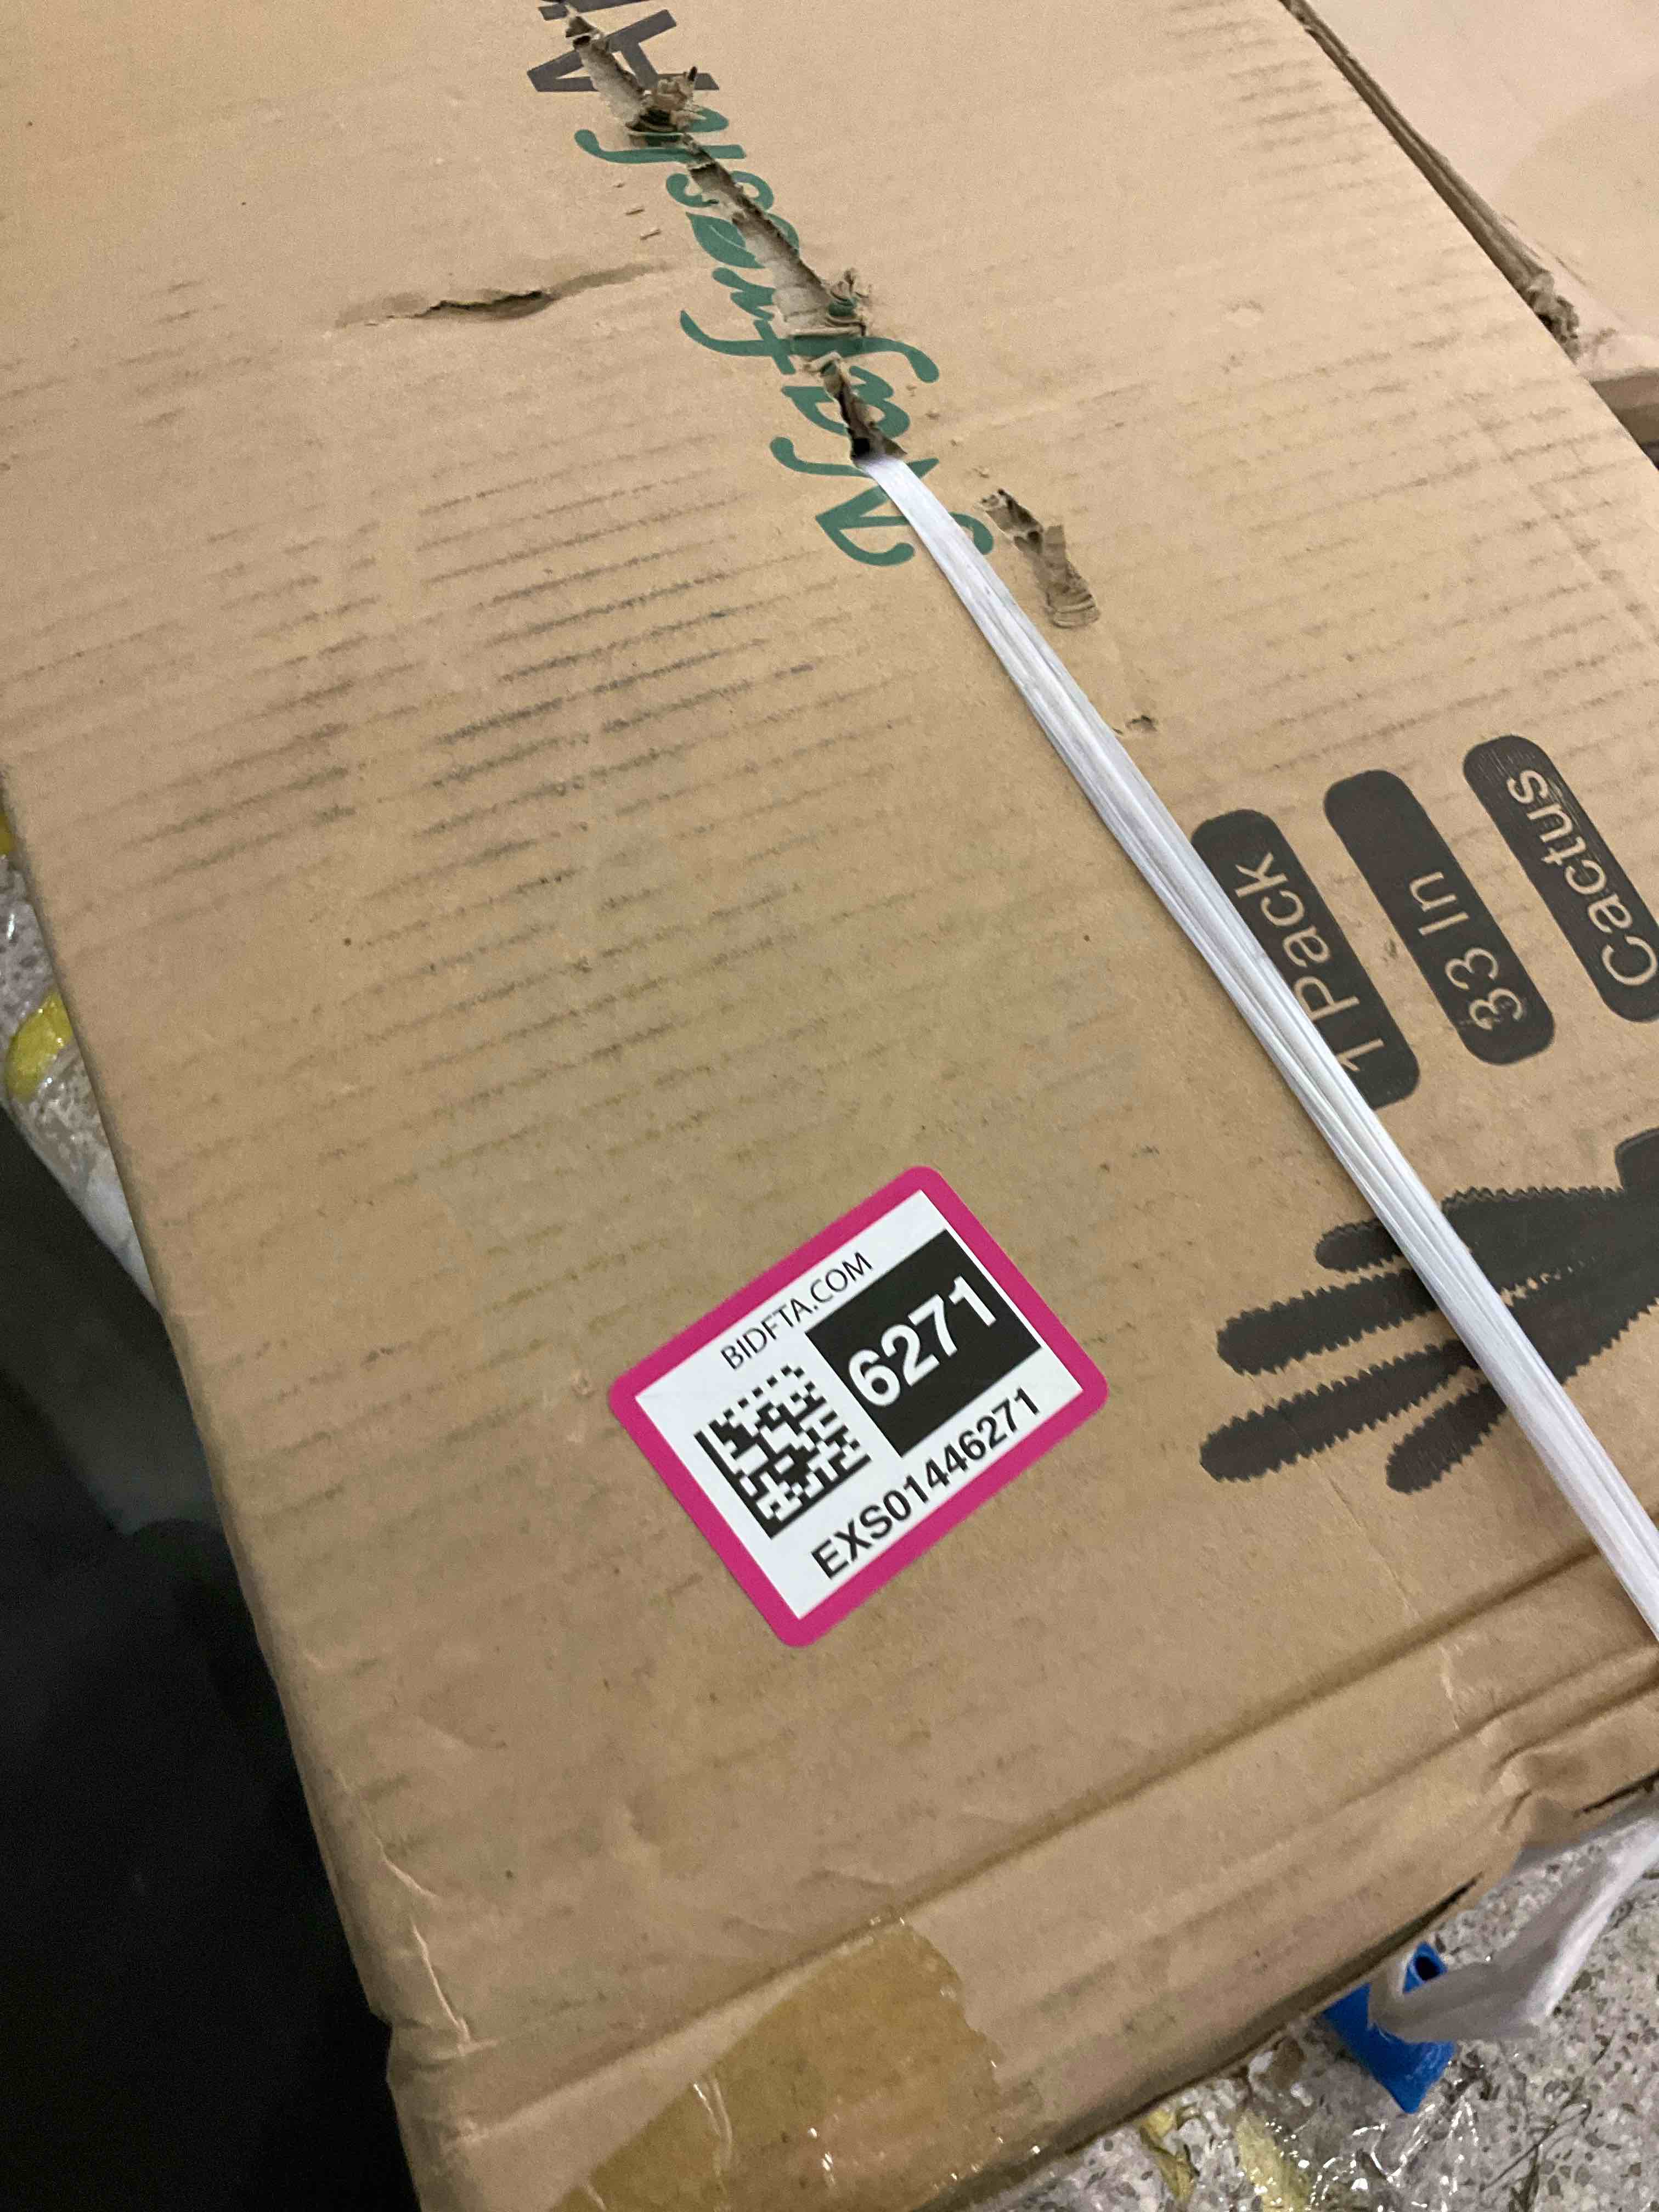 1 Pack
33 In
Cactus
BIDFTA.COM
6271
EXS01446271